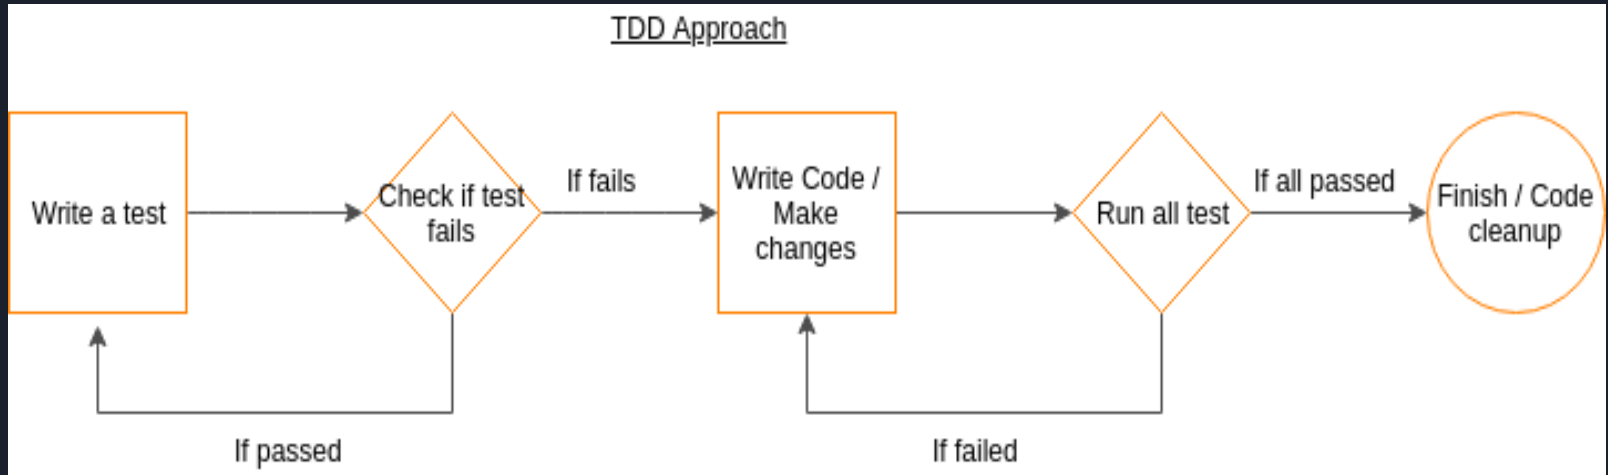 TDD Approach
Write a test
Check if test
fails
If fails
Write Code /
Make
changes
Run all test
If all passed
Finish / Code
cleanup
If passed
If failed